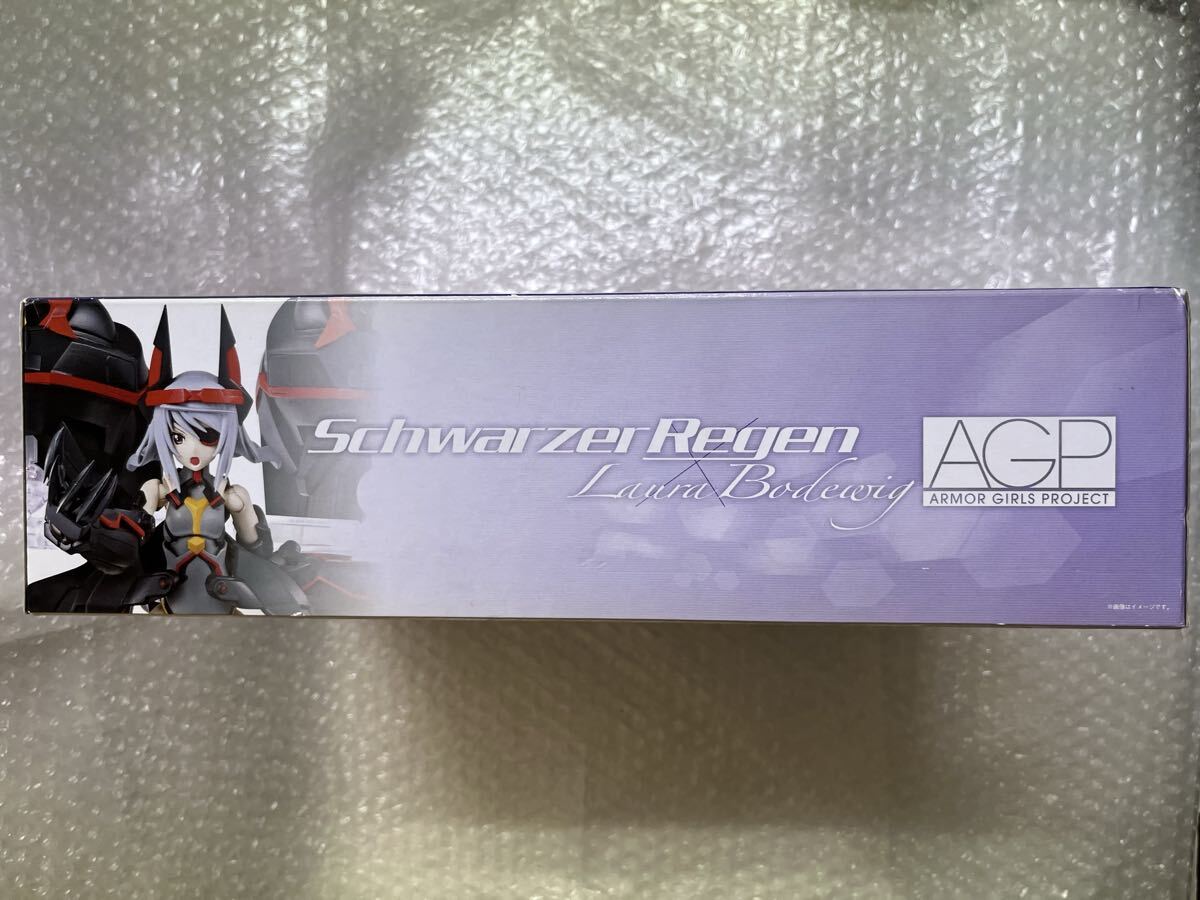 Schwarzer Regen
Laura Bodewig
AGP
ARMOR GIRLS PROJECT
※画像はイメージです。